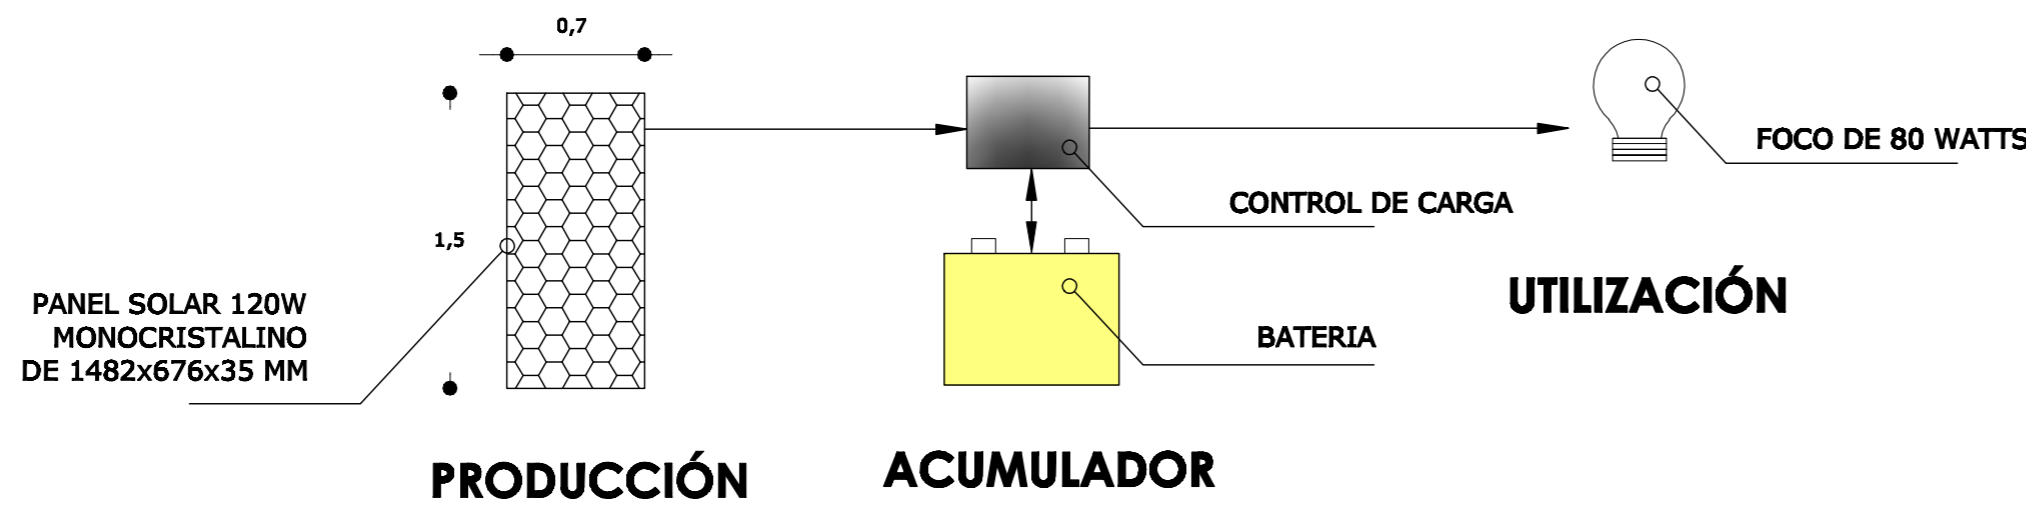 0,7
1,5
PANEL SOLAR 120W
MONOCRISTALINO
DE 1482x676x35 MM
PRODUCCIÓN
CONTROL DE CARGA
BATERIA
ACUMULADOR
FOCO DE 80 WATTS
UTILIZACIÓN